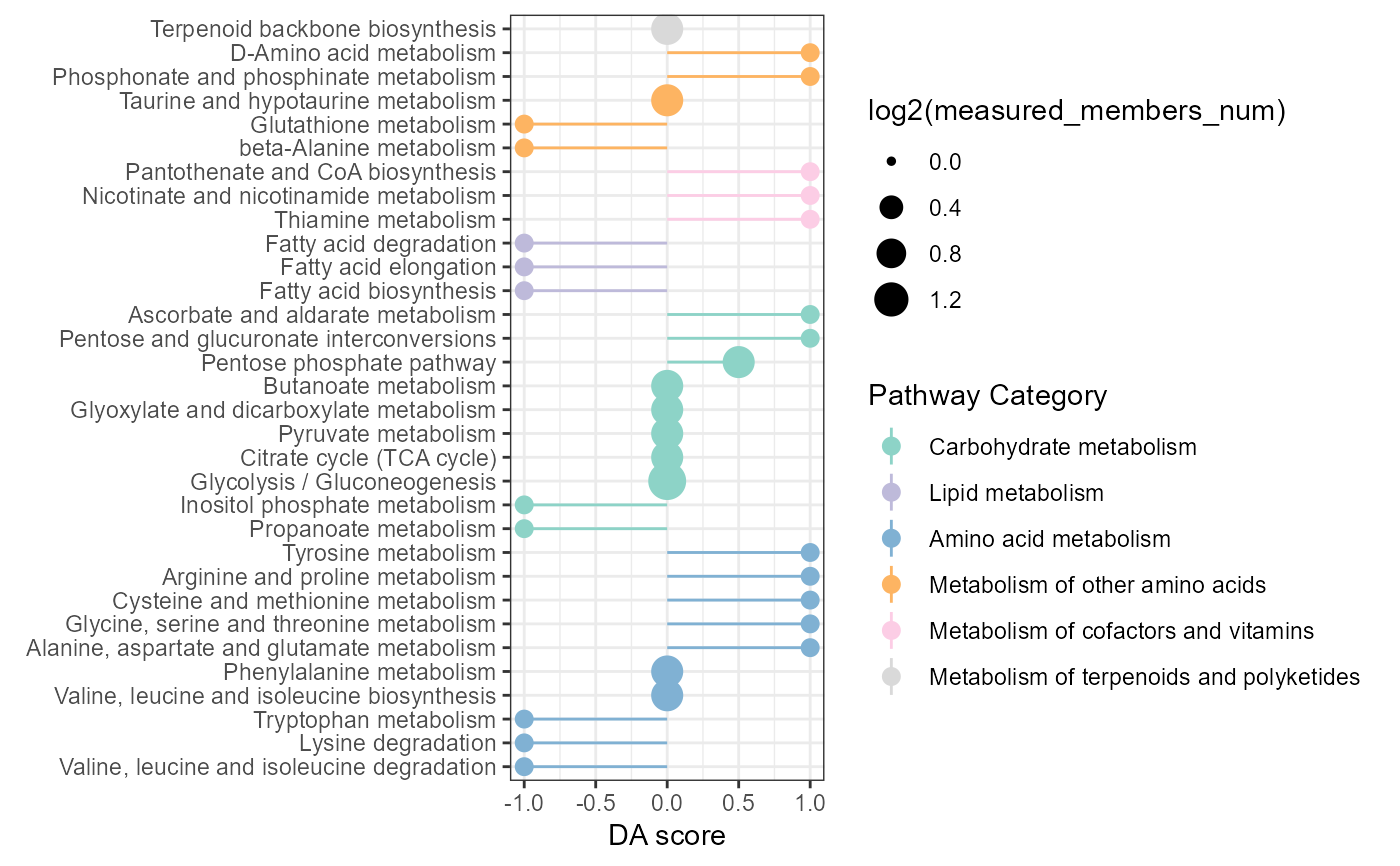 Terpenoid backbone biosynthesis
D-Amino acid metabolism
Phosphonate and phosphinate metabolism
Taurine and hypotaurine metabolism
Glutathione metabolism
beta-Alanine metabolism
Pantothenate and CoA biosynthesis
Nicotinate and nicotinamide metabolism
Thiamine metabolism
Fatty acid degradation
Fatty acid elongation
Fatty acid biosynthesis
Ascorbate and aldarate metabolism
Pentose and glucuronate interconversions
Pentose phosphate pathway
Butanoate metabolism
Glyoxylate and dicarboxylate metabolism
Pyruvate metabolism
Citrate cycle (TCA cycle)
Glycolysis / Gluconeogenesis
Inositol phosphate metabolism
Propanoate metabolism
Tyrosine metabolism
Arginine and proline metabolism
Cysteine and methionine metabolism
Glycine, serine and threonine metabolism
Alanine, aspartate and glutamate metabolism
Phenylalanine metabolism
Valine, leucine and isoleucine biosynthesis
Tryptophan metabolism
Lysine degradation
Valine, leucine and isoleucine degradation
-1.0 -0.5 0.0 0.5 1.0
DA score
log2(measured_members_num)
0.0
0.4
0.8
1.2
Pathway Category
Carbohydrate metabolism
Lipid metabolism
Amino acid metabolism
Metabolism of other amino acids
Metabolism of cofactors and vitamins
Metabolism of terpenoids and polyketides